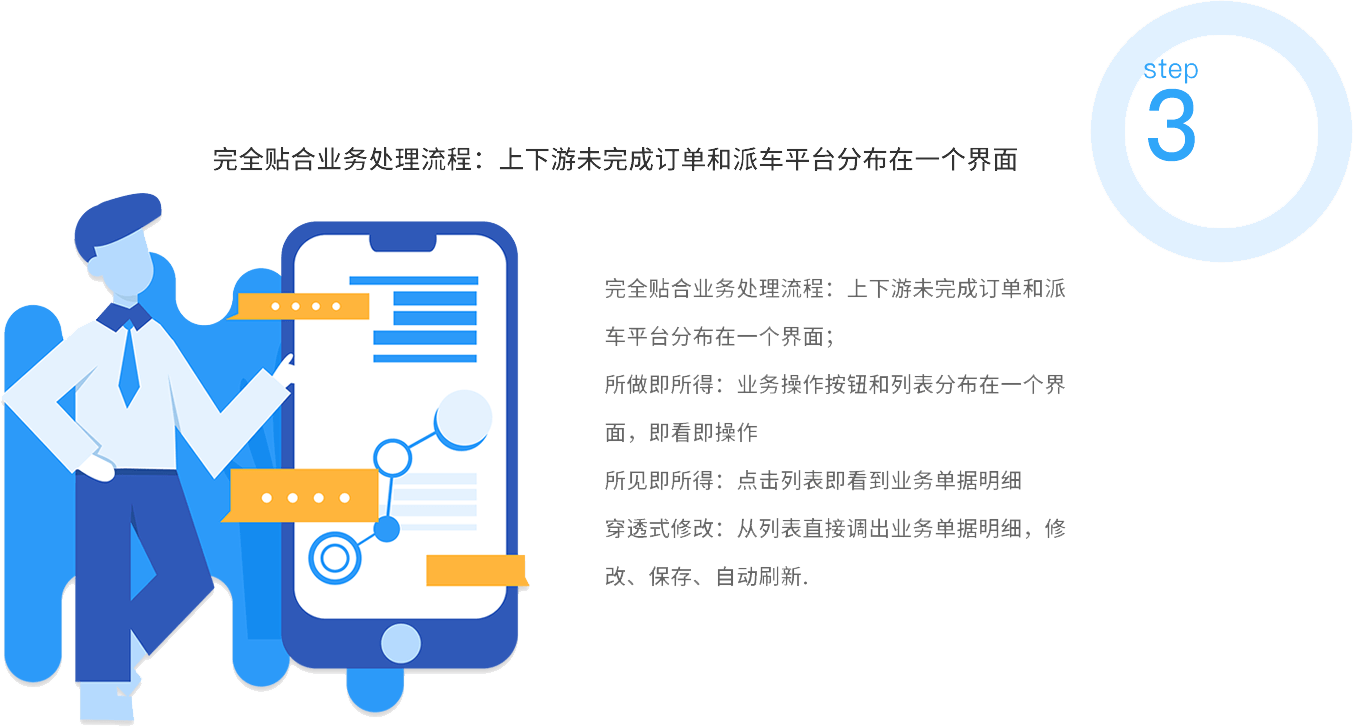 step
3
完全贴合业务处理流程：上下游未完成订单和派车平台分布在一个界面
完全贴合业务处理流程：上下游未完成订单和派
车平台分布在一个界面；
所做即所得：业务操作按钮和列表分布在一个界
面，即看即操作
所见即所得：点击列表即看到业务单据明细
穿透式修改：从列表直接调出业务单据明细，修
改、保存、自动刷新.